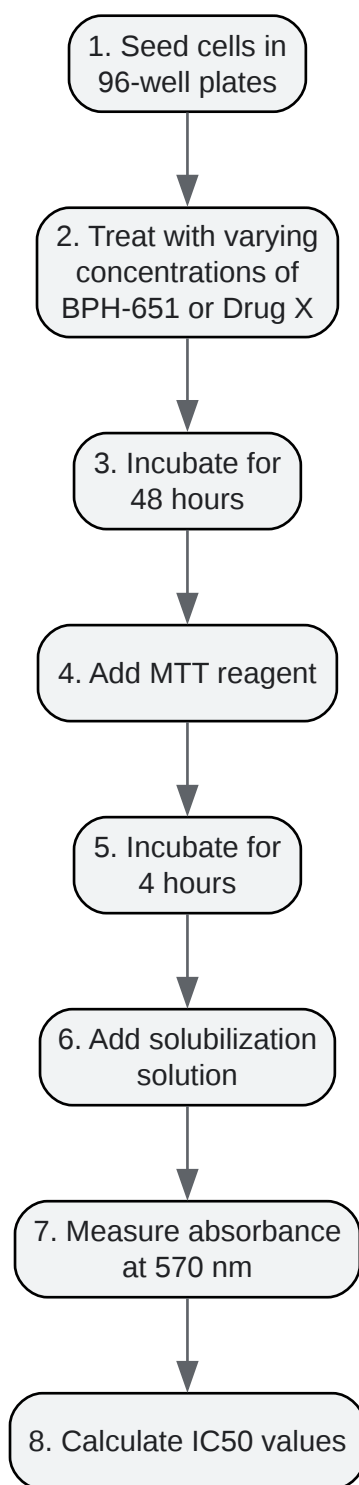 1. Seed cells in
96-well plates
2. Treat with varying
concentrations of
BPH-651 or Drug X
3. Incubate for
48 hours
4. Add MTT reagent
5. Incubate for
4 hours
6. Add solubilization
solution
7. Measure absorbance
at 570 nm
8. Calculate IC50 values